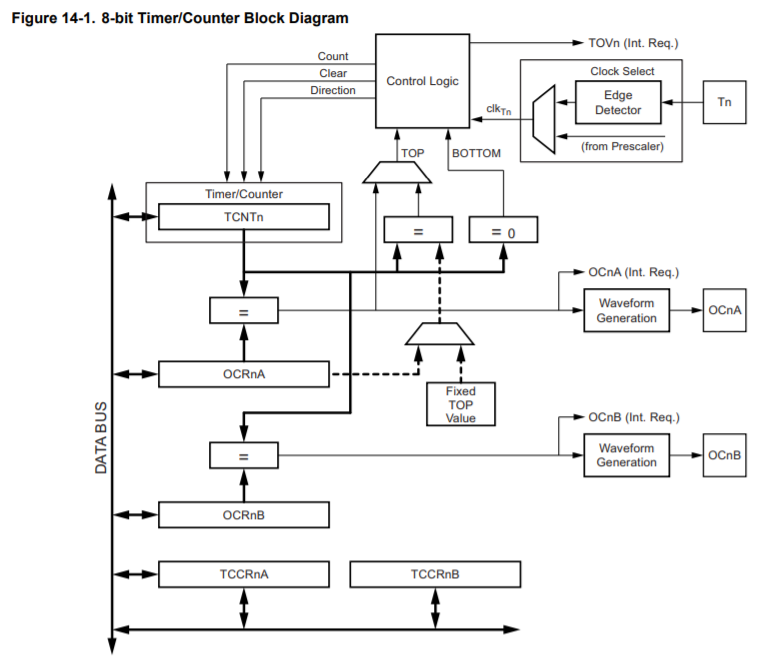 Figure 14-1. 8-bit Timer/Counter Block Diagram
TOVn (Int. Req.)
Count
Clear
Direction
Control Logic
clkTn
Clock Select
Edge
Detector
(from Prescaler)
Tn
TOP
BOTTOM
Timer/Counter
TCNTn
=
= 0
OCnA (Int. Req.)
=
Waveform
Generation
OCnA
OCRnA
Fixed
TOP
Value
DATA BUS
OCnB (Int. Req.)
=
Waveform
Generation
OCnB
OCRnB
TCCRnA
TCCRnB